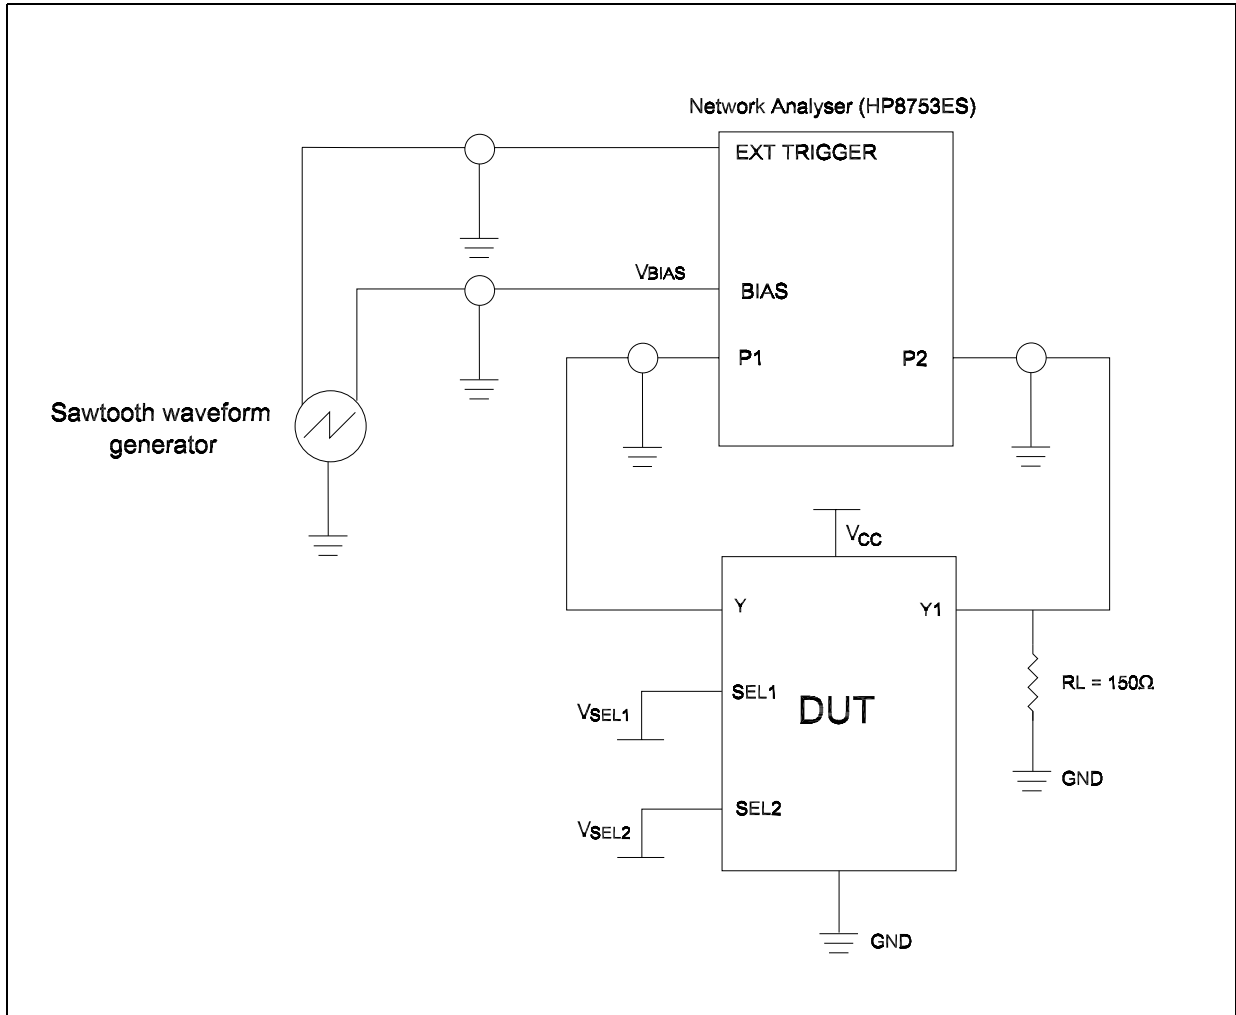 Network Analyser (HP8753ES)
EXT TRIGGER
VBIAS
BIAS
P1
P2
Sawtooth waveform
generator
VCC
Y
Y1
SEL1
VSEL1
DUT
RL = 150Ω
GND
SEL2
VSEL2
GND